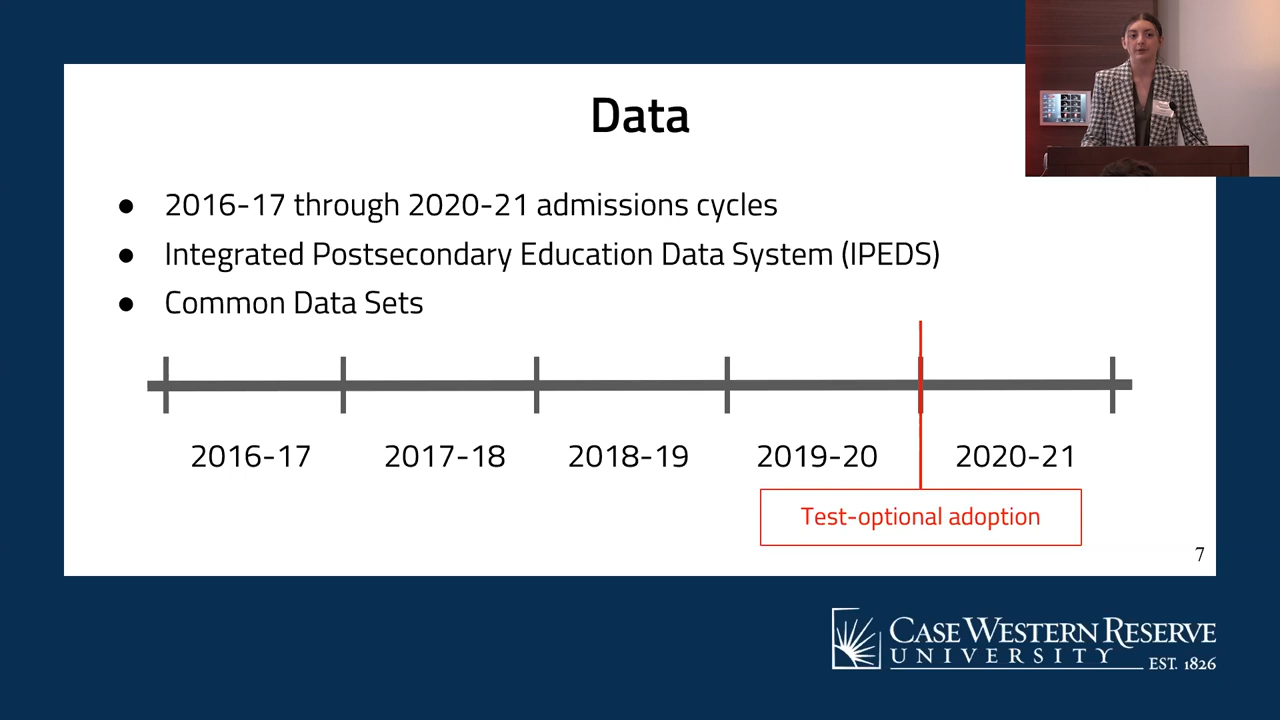 Data
● 2016-17 through 2020-21 admissions cycles
● Integrated Postsecondary Education Data System (IPEDS)
● Common Data Sets
2016-17 2017-18 2018-19 2019-20 2020-21
Test-optional adoption
7
CASE WESTERN RESERVE
UNIVERSITY
EST. 1826